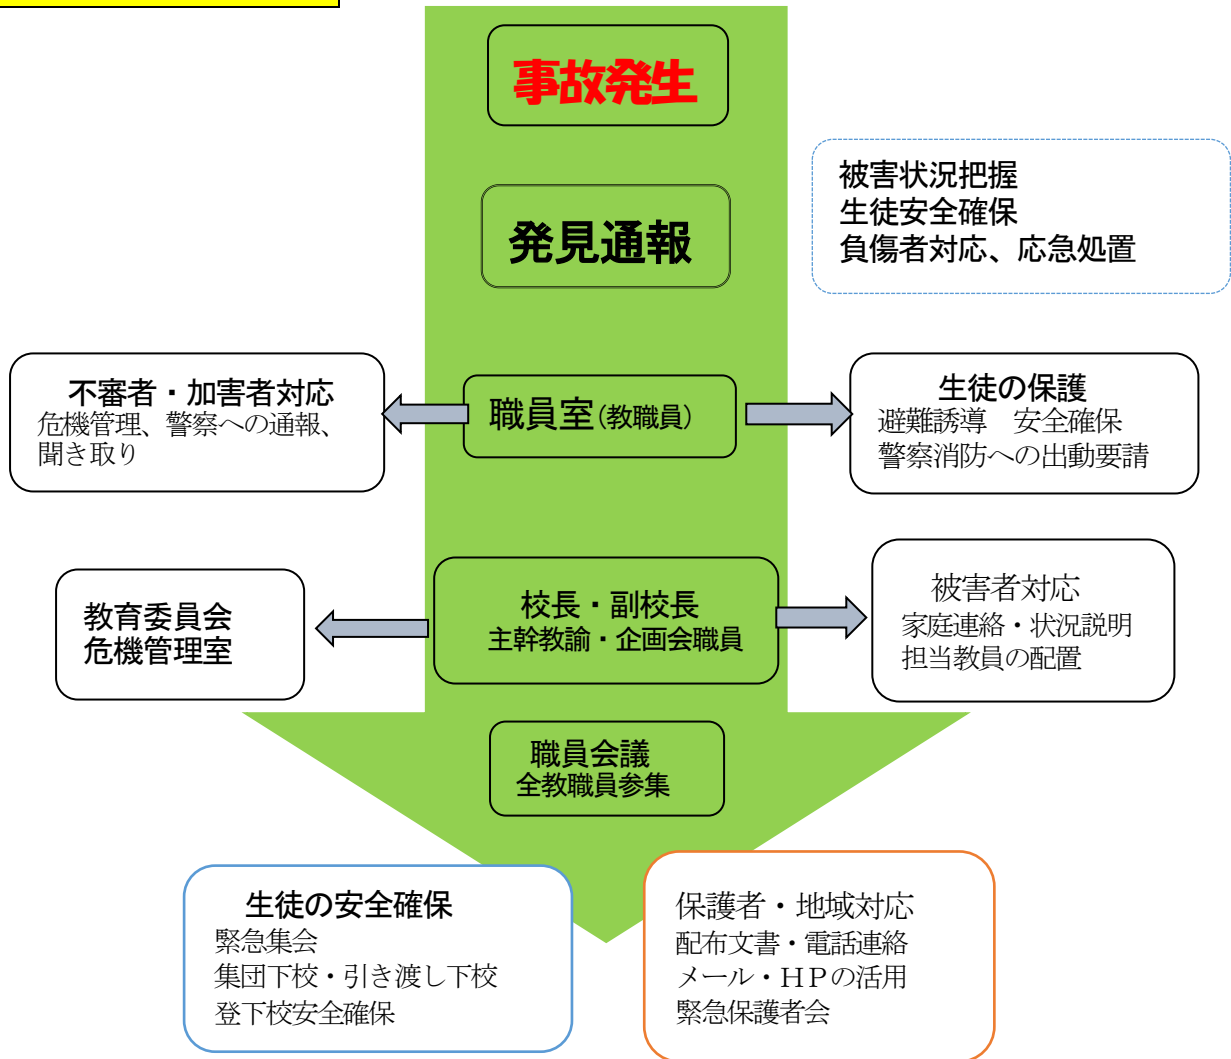 事故発生
発見通報
被害状況把握
生徒安全確保
負傷者対応、応急処置
不審者・加害者対応
危機管理、警察への通報、
聞き取り
職員室(教職員)
生徒の保護
避難誘導　安全確保
警察消防への出動要請
教育委員会
危機管理室
校長・副校長
主幹教諭・企画会職員
被害者対応
家庭連絡・状況説明
担当教員の配置
職員会議
全教職員参集
生徒の安全確保
緊急集会
集団下校・引き渡し下校
登下校安全確保
保護者・地域対応
配布文書・電話連絡
メール・ＨＰの活用
緊急保護者会